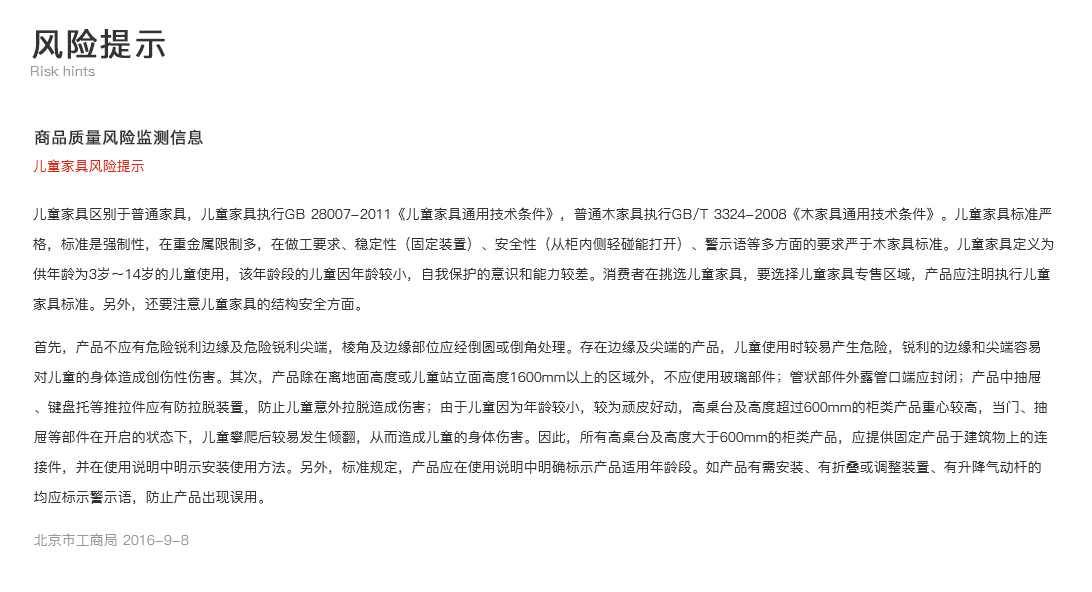 风险提示
Risk hints
商品质量风险监测信息
儿童家具风险提示
儿童家具区别于普通家具，儿童家具执行GB 28007-2011《儿童家具通用技术条件》，普通木家具执行GB/T 3324-2008《木家具通用技术条件》。儿童家具标准严
格，标准是强制性，在重金属限制多，在做工要求、稳定性（固定装置）、安全性（从柜内侧轻碰能打开）、警示语等多方面的要求严于木家具标准。儿童家具定义为
供年龄为3岁～14岁的儿童使用，该年龄段的儿童因年龄较小，自我保护的意识和能力较差。消费者在挑选儿童家具，要选择儿童家具专售区域，产品应注明执行儿童
家具标准。另外，还要注意儿童家具的结构安全方面。
首先，产品不应有危险锐利边缘及危险锐利尖端，棱角及边缘部位应经倒圆或倒角处理。存在边缘及尖端的产品，儿童使用时较易产生危险，锐利的边缘和尖端容易
对儿童的身体造成创伤性伤害。其次，产品除在离地面高度或儿童站立面高度1600mm以上的区域外，不应使用玻璃部件；管状部件外露管口端应封闭；产品中抽屉
、键盘托等推拉件应有防拉脱装置，防止儿童意外拉脱造成伤害；由于儿童因为年龄较小，较为顽皮好动，高桌台及高度超过600mm的柜类产品重心较高，当门、抽
屉等部件在开启的状态下，儿童攀爬后较易发生倾翻，从而造成儿童的身体伤害。因此，所有高桌台及高度大于600mm的柜类产品，应提供固定产品于建筑物上的连
接件，并在使用说明中明示安装使用方法。另外，标准规定，产品应在使用说明中明确标示产品适用年龄段。如产品有需安装、有折叠或调整装置、有升降气动杆的
均应标示警示语，防止产品出现误用。
北京市工商局 2016-9-8